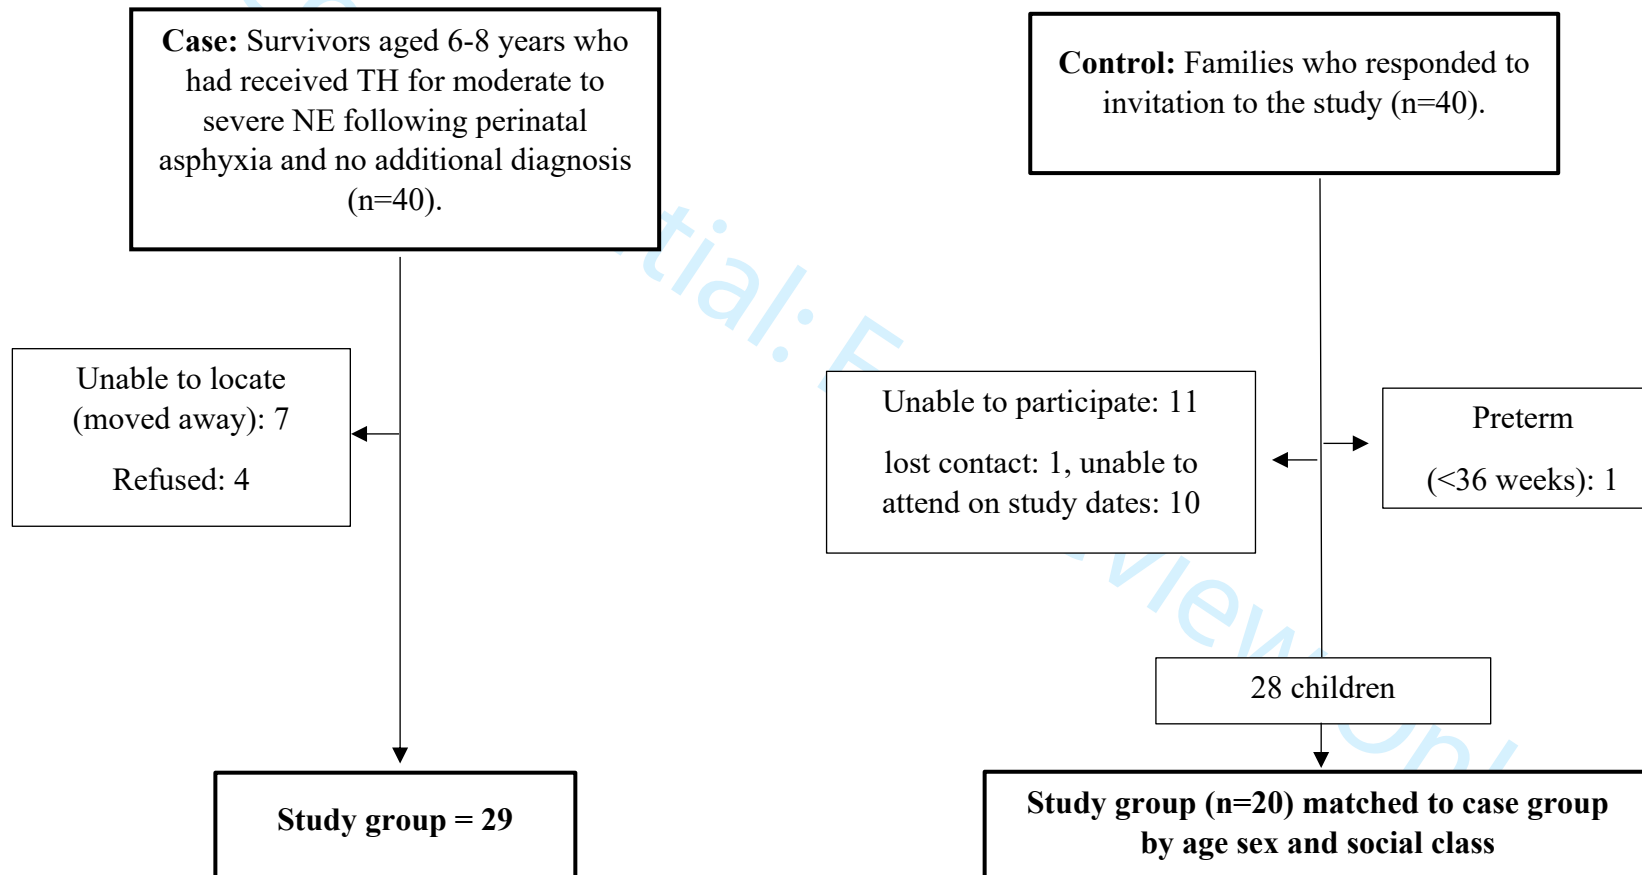 Case: Survivors aged 6-8 years who
had received TH for moderate to
severe NE following perinatal
asphyxia and no additional diagnosis
(n=40).
Control: Families who responded to
invitation to the study (n=40).
Unable to locate
(moved away): 7
Refused: 4
Unable to participate: 11
lost contact: 1, unable to
attend on study dates: 10
Preterm
(<36 weeks): 1
28 children
Study group = 29
Study group (n=20) matched to case group
by age sex and social class